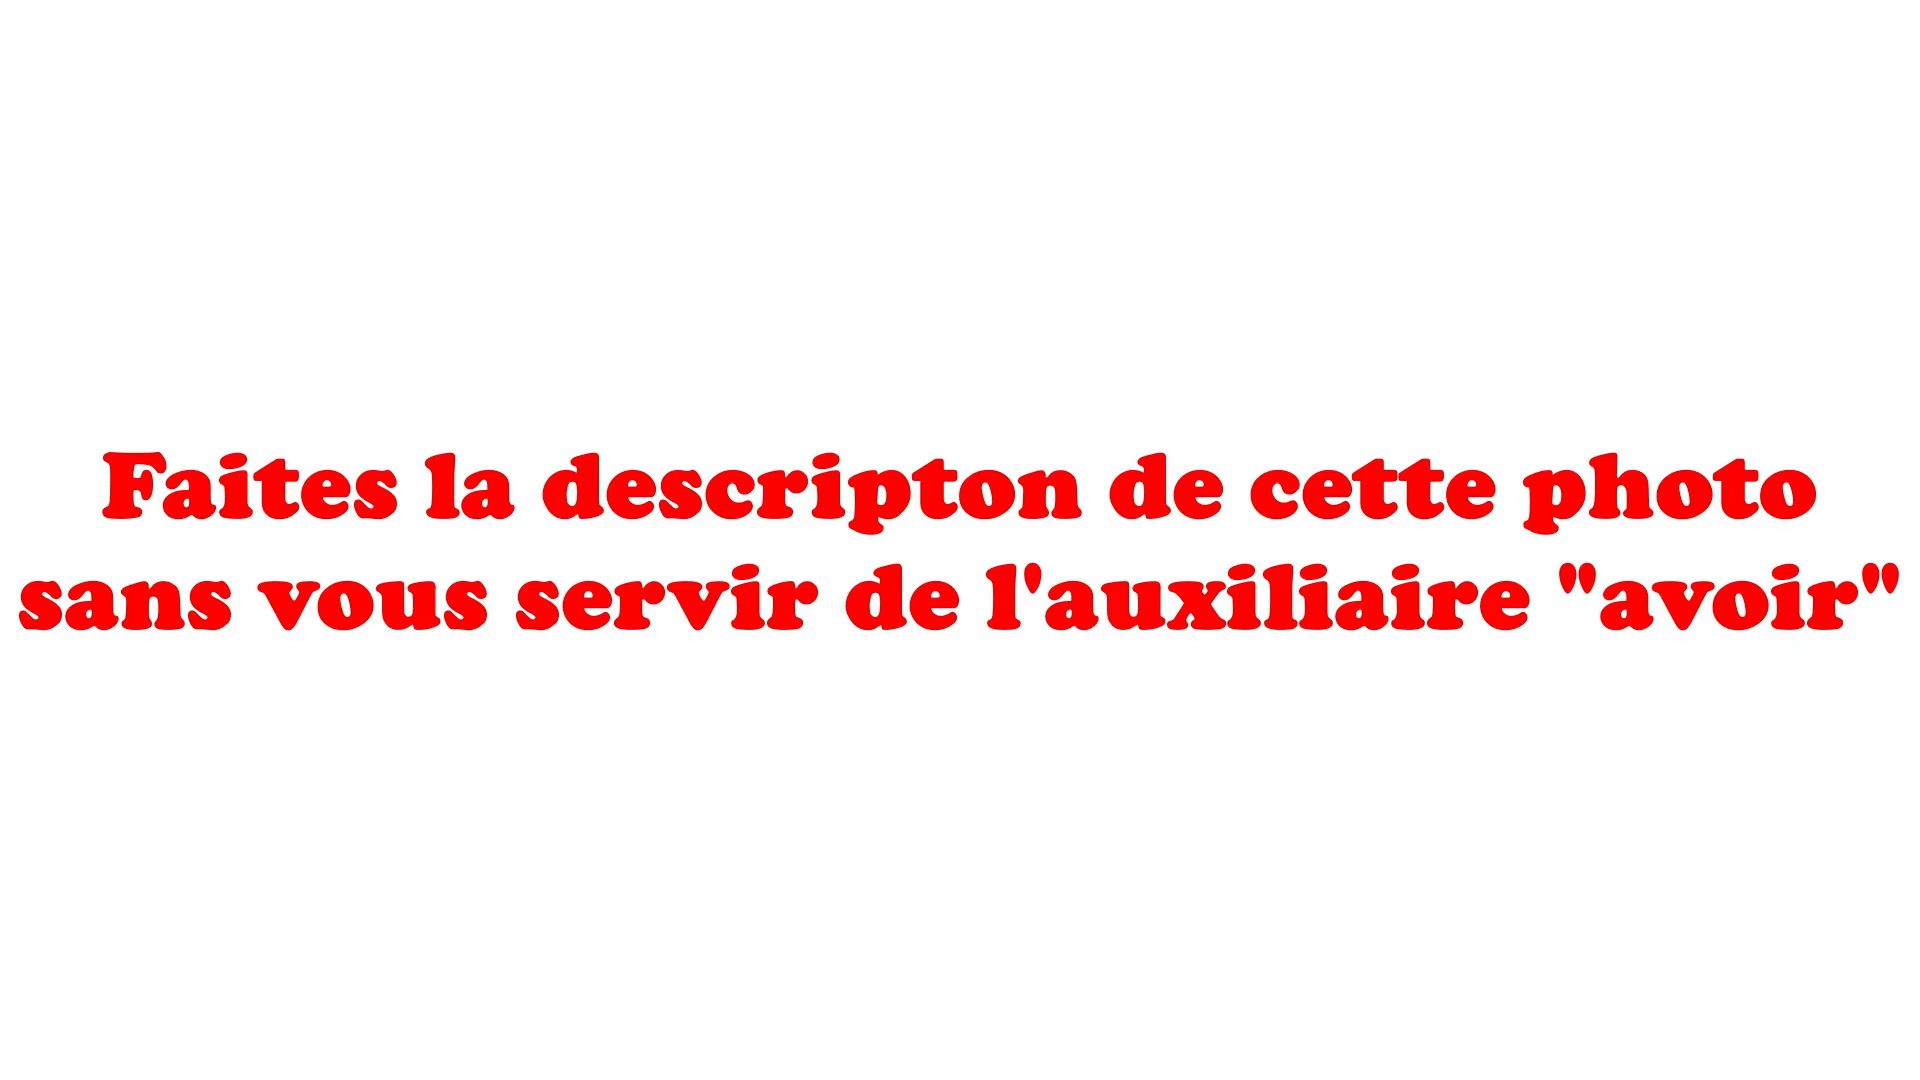 Faites la descripton de cette photo
sans vous servir de l'auxiliaire "avoir"